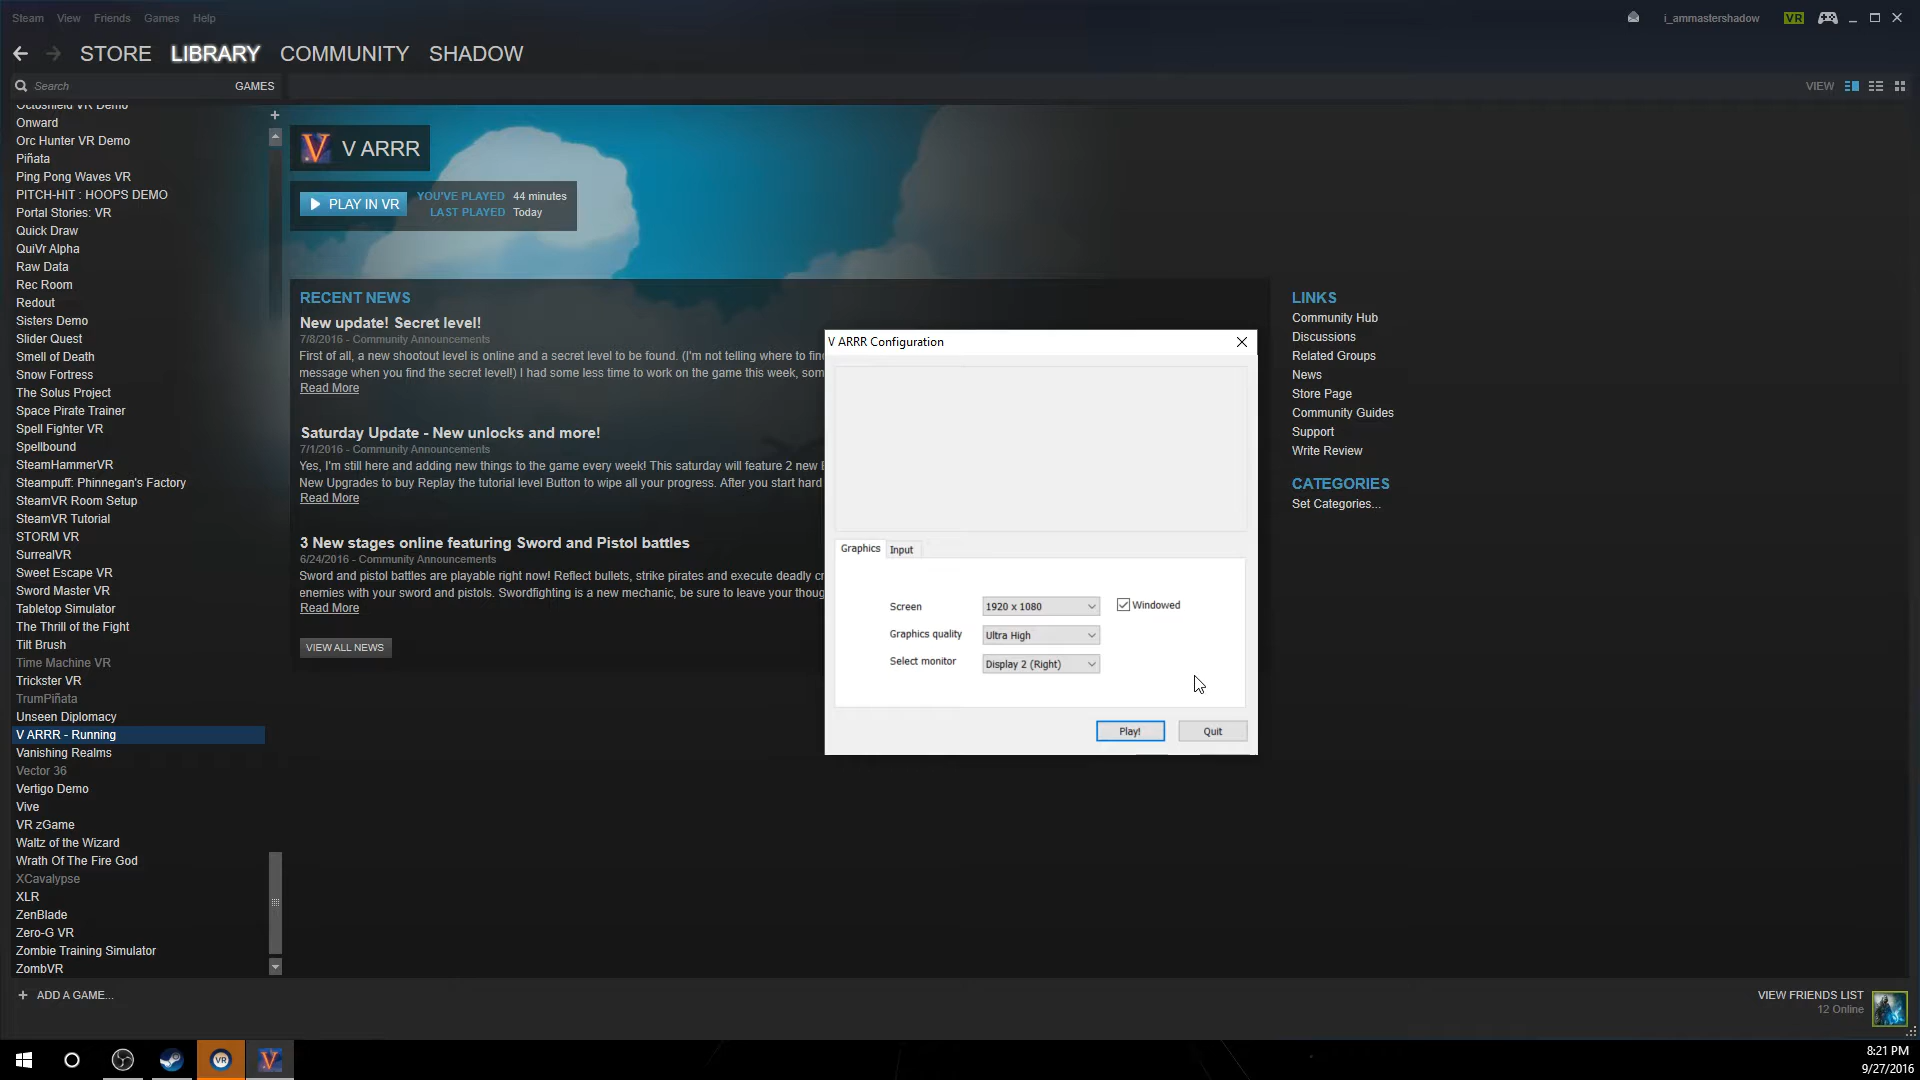 Steam View Friends Games Help
i_ammastershadow VR
STORE LIBRARY COMMUNITY SHADOW
Search GAMES
VIEW
Octoshield VR Demo
Onward
Orc Hunter VR Demo
Piñata
Ping Pong Waves VR
PITCH-HIT : HOOPS DEMO
Portal Stories: VR
Quick Draw
QuiVr Alpha
Raw Data
Rec Room
Redout
Sisters Demo
Slider Quest
Smell of Death
Snow Fortress
The Solus Project
Space Pirate Trainer
Spell Fighter VR
Spellbound
SteamHammerVR
Steampuff: Phinnegan's Factory
SteamVR Room Setup
SteamVR Tutorial
STORM VR
SurrealVR
Sweet Escape VR
Sword Master VR
Tabletop Simulator
The Thrill of the Fight
Tilt Brush
Time Machine VR
Trickster VR
TrumPiñata
Unseen Diplomacy
V ARRR - Running
Vanishing Realms
Vector 36
Vertigo Demo
Vive
VR zGame
Waltz of the Wizard
Wrath Of The Fire God
XCavalypse
XLR
ZenBlade
Zero-G VR
Zombie Training Simulator
ZombVR
ADD A GAME...
V V ARRR
PLAY IN VR
YOU'VE PLAYED 44 minutes
LAST PLAYED Today
RECENT NEWS
New update! Secret level!
7/8/2016 - Community Announcements
First of all, a new shootout level is online and a secret level to be found. (I'm not telling where to find
message when you find the secret level!) I had some less time to work on the game this week, som
Read More
Saturday Update - New unlocks and more!
7/1/2016 - Community Announcements
Yes, I'm still here and adding new things to the game every week! This saturday will feature 2 new
New Upgrades to buy Replay the tutorial level Button to wipe all your progress. After you start hard
Read More
3 New stages online featuring Sword and Pistol battles
6/24/2016 - Community Announcements
Sword and pistol battles are playable right now! Reflect bullets, strike pirates and execute deadly
enemies with your sword and pistols. Swordfighting is a new mechanic, be sure to leave your
Read More
VIEW ALL NEWS
V ARRR Configuration
Graphics Input
Screen 1920 x 1080 Windowed
Graphics quality Ultra High
Select monitor Display 2 (Right)
Play! Quit
LINKS
Community Hub
Discussions
Related Groups
News
Store Page
Community Guides
Support
Write Review
CATEGORIES
Set Categories...
VIEW FRIENDS LIST
12 Online
VR V
8:21 PM
9/27/2016